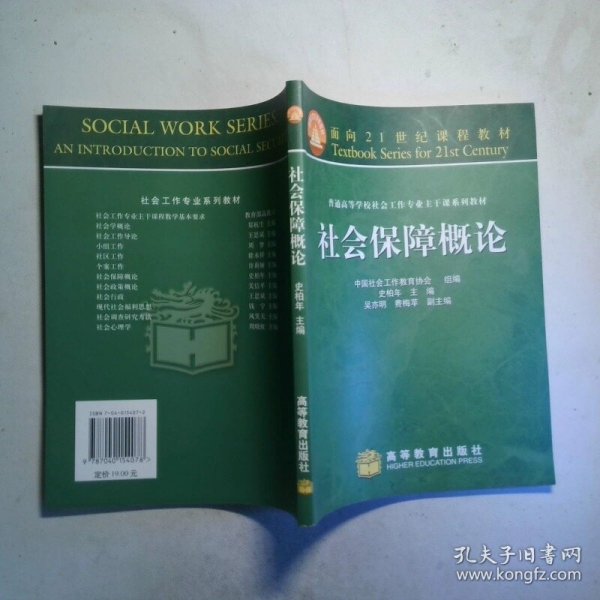 SOCIAL WORK SERIES
AN INTRODUCTION TO SOCIAL SECU
社会工作专业系列教材
社会工作专业主干课程教学基本要求
社会学概论
社会工作导论
小组工作
社区工作
个案工作
社会保障概论
社会政策概论
社会行政
现代社会福利思想
社会调查研究方法
社会心理学
ISBN 7-04-015407-2
9 787040 154078 >
定价 19.00 元
社会保障概论
史柏年 主编
高等教育出版社
面向21世纪课程教材
Textbook Series for 21st Century
普通高等学校社会工作专业主干课系列教材
社会保障概论
中国社会工作教育协会 组编
史柏年 主编
吴亦明 费梅苹 副主编
高等教育出版社
HIGHER EDUCATION PRESS
孔夫子旧书网
www.kongfz.com